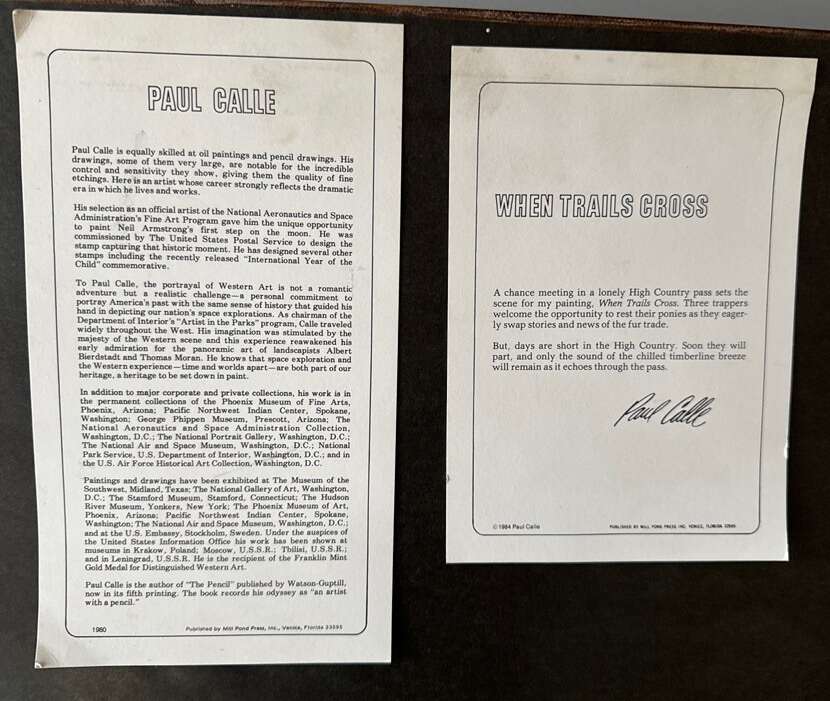 PAUL CALLE
Paul Calle is equally skilled at oil paintings and pencil drawings. His
drawings, some of them very large, are notable for the incredible
control and sensitivity they show, giving them the quality of fine
etchings. Here is an artist whose career strongly reflects the dramatic
era in which he lives and works.
His selection as an official artist of the National Aeronautics and Space
Administration's Fine Art Program gave him the unique opportunity
to paint Neil Armstrong's first step on the moon. He was
commissioned by The United States Postal Service to design the
stamp capturing that historic moment. He has designed several other
stamps including the recently released "International Year of the
Child" commemorative.
To Paul Calle, the portrayal of Western Art is not a romantic
adventure but a realistic challenge—a personal commitment to
portray America's past with the same sense of history that guided his
hand in depicting our nation's space explorations. As chairman of the
Department of Interior's "Artist in the Parks" program, Calle traveled
widely throughout the West. His imagination was stimulated by the
majesty of the Western scene and this experience reawakened his
early admiration for the panoramic art of landscapists Albert
Bierdstadt and Thomas Moran. He knows that space exploration and
the Western experience—time and worlds apart—are both part of our
heritage, a heritage to be set down in paint.
In addition to major corporate and private collections, his work is in
the permanent collections of the Phoenix Museum of Fine Arts,
Phoenix, Arizona; Pacific Northwest Indian Center, Spokane,
Washington; George Phippen Museum, Prescott, Arizona; The
National Aeronautics and Space Administration Collection,
Washington, D.C.; The National Portrait Gallery, Washington, D.C.;
The National Air and Space Museum, Washington, D.C.; National
Park Service, U.S. Department of Interior, Washington, D.C.; and in
the U.S. Air Force Historical Art Collection, Washington, D.C.
Paintings and drawings have been exhibited at The Museum of the
Southwest, Midland, Texas; The National Gallery of Art, Washington,
D.C.; The Stamford Museum, Stamford, Connecticut; The Hudson
River Museum, Yonkers, New York; The Phoenix Museum of Art,
Phoenix, Arizona; Pacific Northwest Indian Center, Spokane,
Washington; The National Air and Space Museum, Washington, D.C.;
and at the U.S. Embassy, Stockholm, Sweden. Under the auspices of
the United States Information Office his work has been shown at
museums in Krakow, Poland; Moscow, U.S.S.R.; Tbilisi, U.S.S.R.;
and in Leningrad, U.S.S.R. He is the recipient of the Franklin Mint
Gold Medal for Distinguished Western Art.
Paul Calle is the author of "The Pencil" published by Watson-Guptill,
now in its fifth printing. The book records his odyssey as "an artist
with a pencil."
1980
Published by Mill Pond Press, Inc., Venice, Florida 33595
WHEN TRAILS CROSS
A chance meeting in a lonely High Country pass sets the
scene for my painting, When Trails Cross. Three trappers
welcome the opportunity to rest their ponies as they eager-
ly swap stories and news of the fur trade.
But, days are short in the High Country. Soon they will
part, and only the sound of the chilled timberline breeze
will remain as it echoes through the pass.
Paul Calle
© 1984 Paul Calle
PUBLISHED BY MILL POND PRESS INC. VENICE, FLORIDA 33595